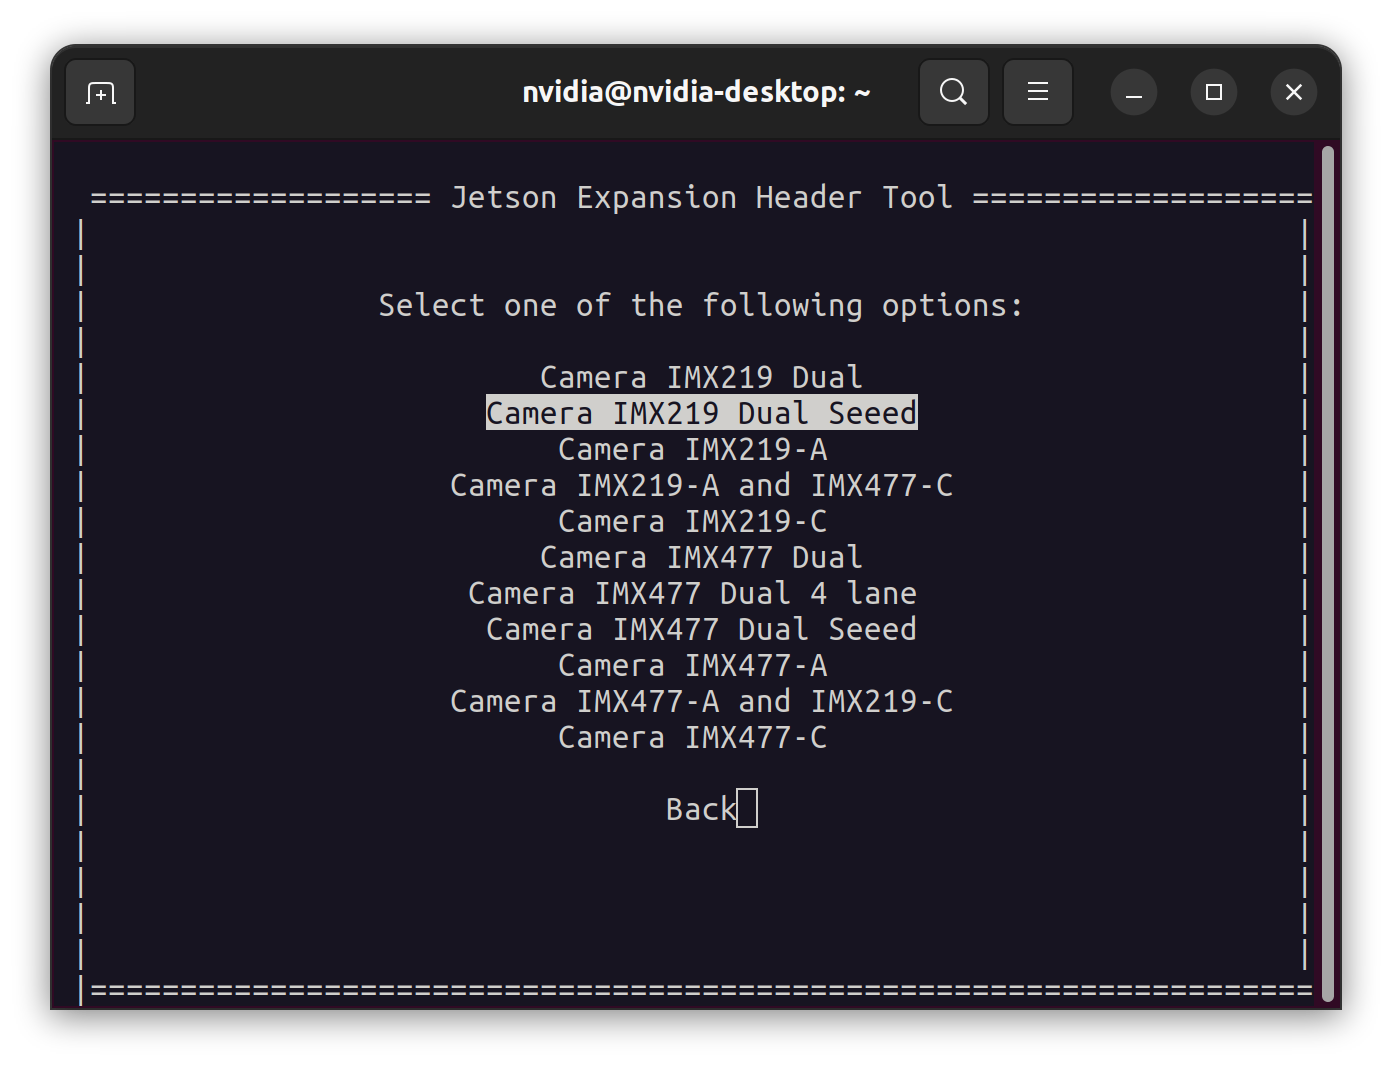 nvidia@nvidia-desktop: ~
=================== Jetson Expansion Header Tool ===================
Select one of the following options:
Camera IMX219 Dual
Camera IMX219 Dual Seeed
Camera IMX219-A
Camera IMX219-A and IMX477-C
Camera IMX219-C
Camera IMX477 Dual
Camera IMX477 Dual 4 lane
Camera IMX477 Dual Seeed
Camera IMX477-A
Camera IMX477-A and IMX219-C
Camera IMX477-C
Back
|====================================================================